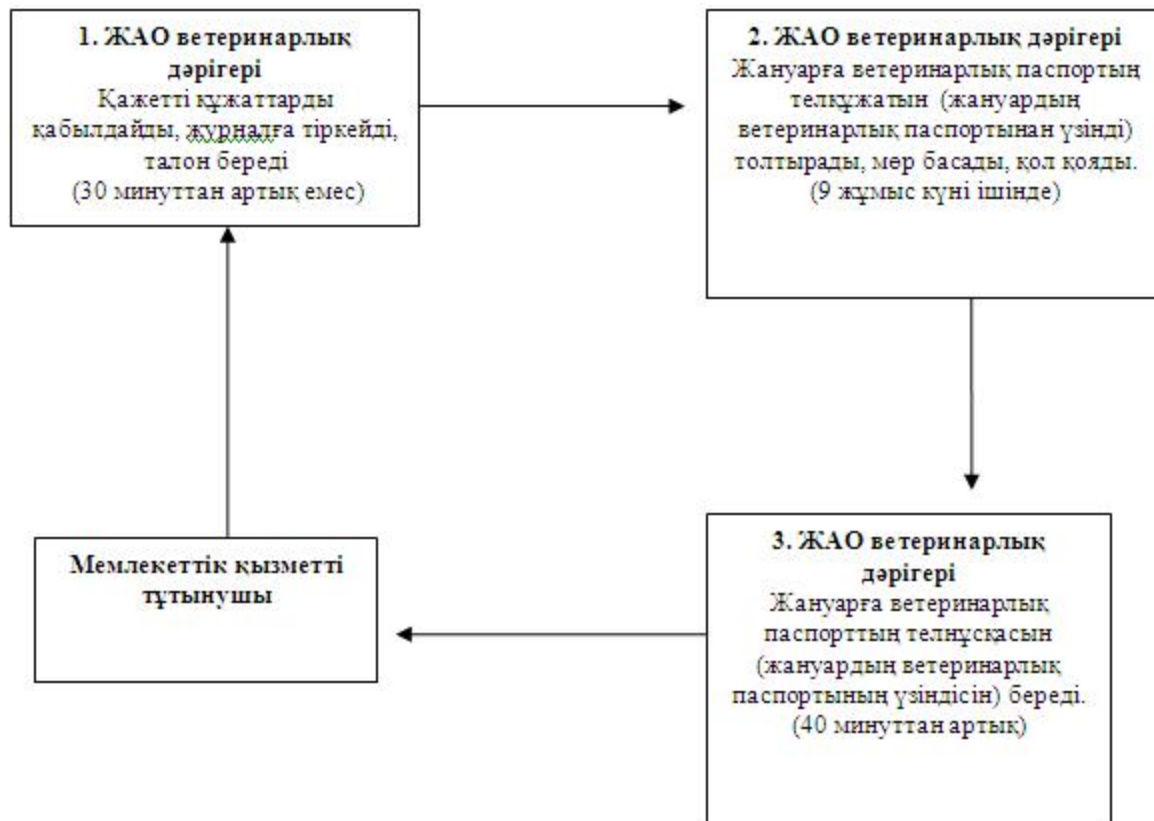 1. ЖАО ветеринарлық
дәрігері
Қажетті құжаттарды
қабылдайды, журналға тіркейді,
талон береді
(30 минуттан артық емес)
2. ЖАО ветеринарлық дәрігері
Жануарға ветеринарлық паспортың
телқұжатын (жануардың
ветеринарлық паспортынан үзінді)
толтырады, мөр басады, қол қояды.
(9 жұмыс күні ішінде)
3. ЖАО ветеринарлық
дәрігері
Жануарға ветеринарлық
паспорттың телнұсқасын
(жануардың ветеринарлық
паспортының үзіндісін) береді.
(40 минуттан артық)
Мемлекеттік қызметті
тұтынушы